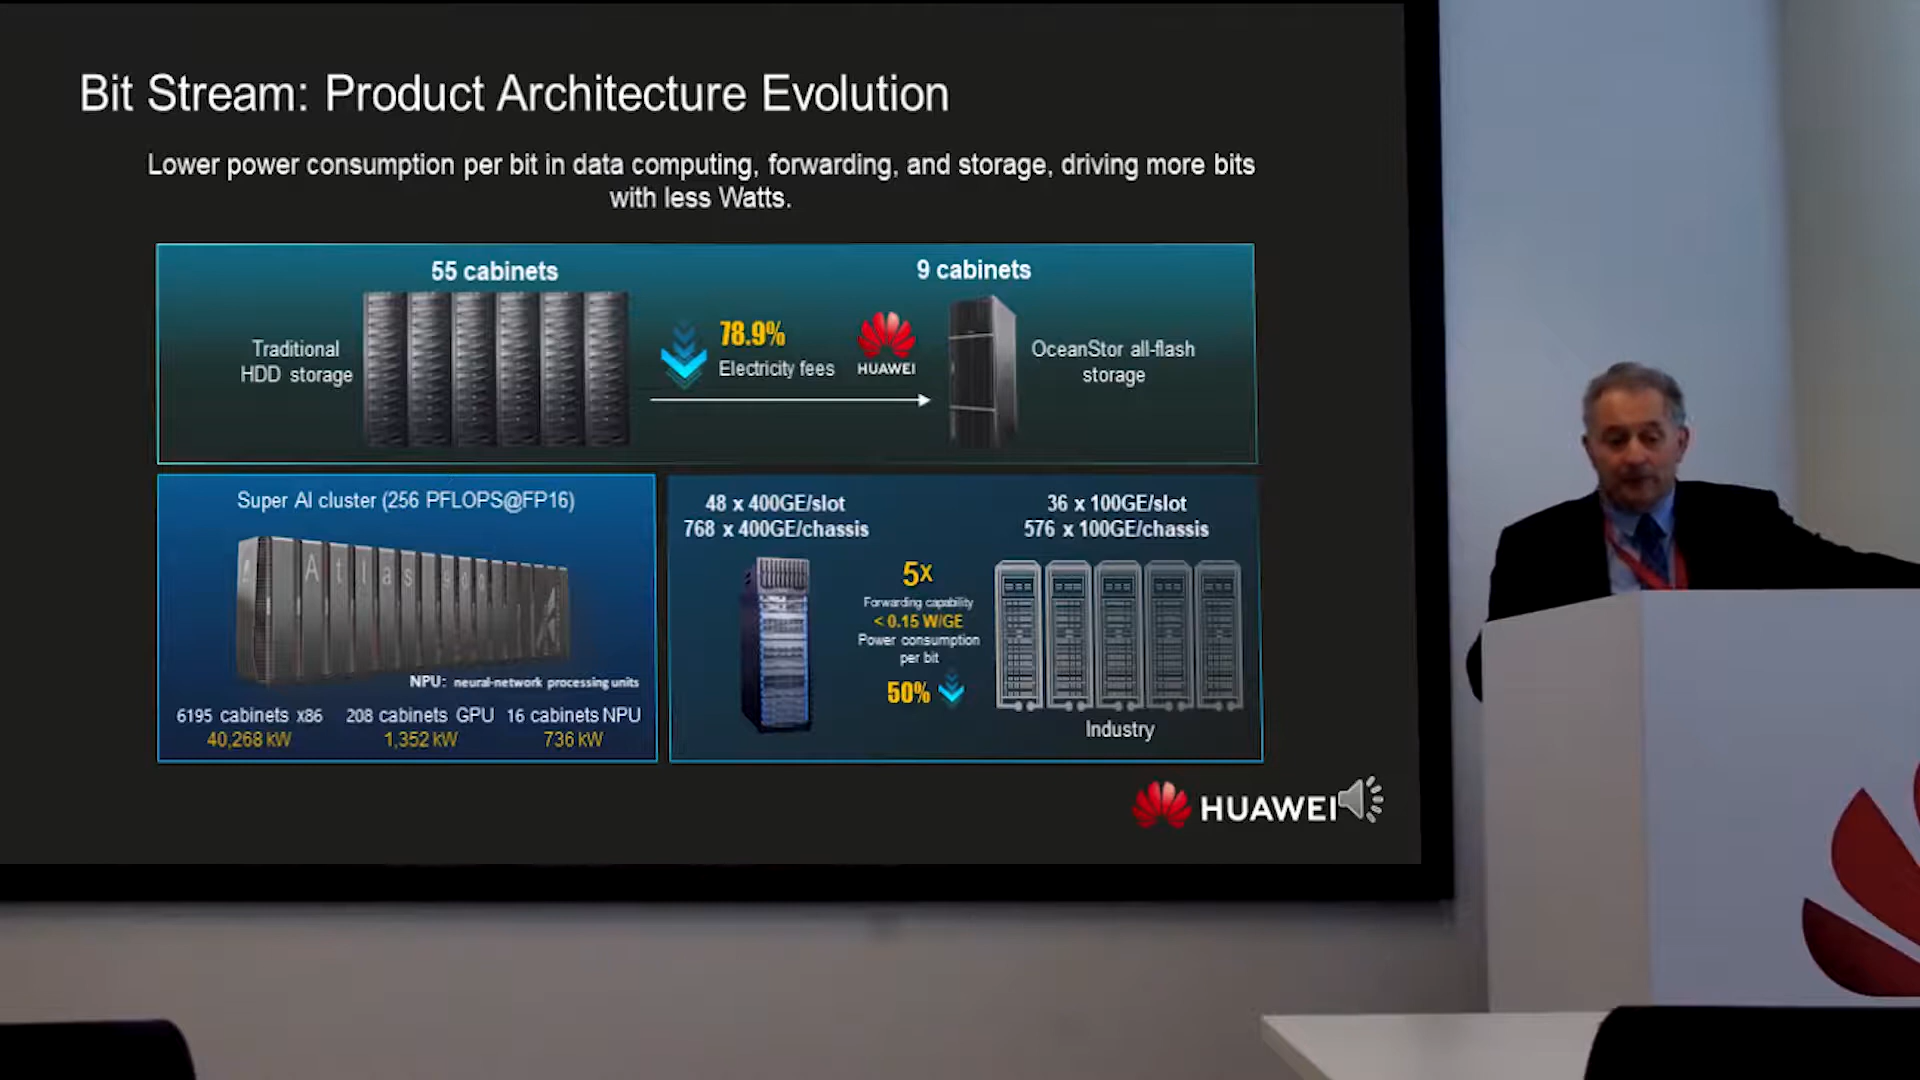 Bit Stream: Product Architecture Evolution
Lower power consumption per bit in data computing, forwarding, and storage, driving more bits
with less Watts.
55 cabinets
9 cabinets
Traditional
HDD storage
78.9%
Electricity fees
HUAWEI
OceanStor all-flash
storage
Super AI cluster (256 PFLOPS@FP16)
Atlas 900
NPU: neural-network processing units
6195 cabinets x86
208 cabinets GPU
16 cabinets NPU
40,268 kW
1,352 kW
736 kW
48 x 400GE/slot
768 x 400GE/chassis
36 x 100GE/slot
576 x 100GE/chassis
5X
Forwarding capability
< 0.15 W/GE
Power consumption
per bit
50%
Industry
HUAWEI